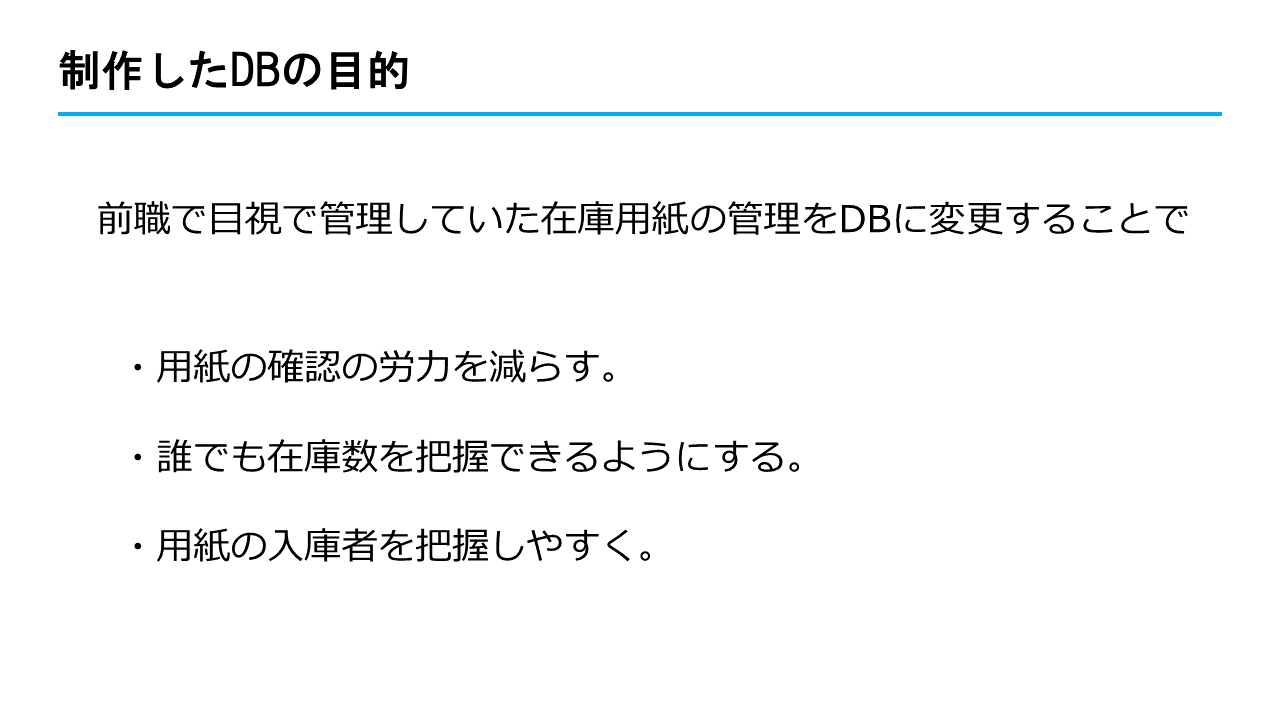 制作したDBの目的
前職で目視で管理していた在庫用紙の管理をDBに変更することで
・用紙の確認の労力を減らす。
・誰でも在庫数を把握できるようにする。
・用紙の入庫者を把握しやすく。